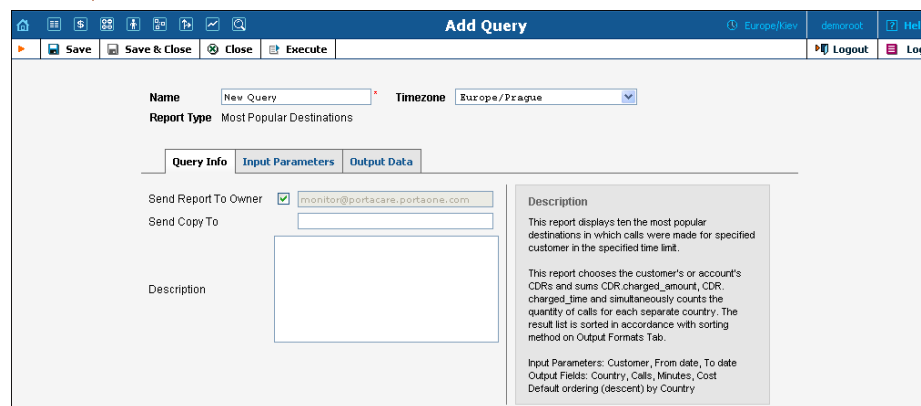 Add Query
Europe/Kiev
demoroot
? Hel
Save
Save & Close
Close
Execute
Logout
Name New Query * Timezone Europe/Prague
Report Type Most Popular Destinations
Query Info Input Parameters Output Data
Send Report To Owner monitor@portacare.portaone.com
Send Copy To
Description
Description
This report displays ten the most popular
destinations in which calls were made for specified
customer in the specified time limit.
This report chooses the customer's or account's
CDRs and sums CDR.charged_amount, CDR.
charged_time and simultaneously counts the
quantity of calls for each separate country. The
result list is sorted in accordance with sorting
method on Output Formats Tab.
Input Parameters: Customer, From date, To date
Output Fields: Country, Calls, Minutes, Cost
Default ordering (descent) by Country